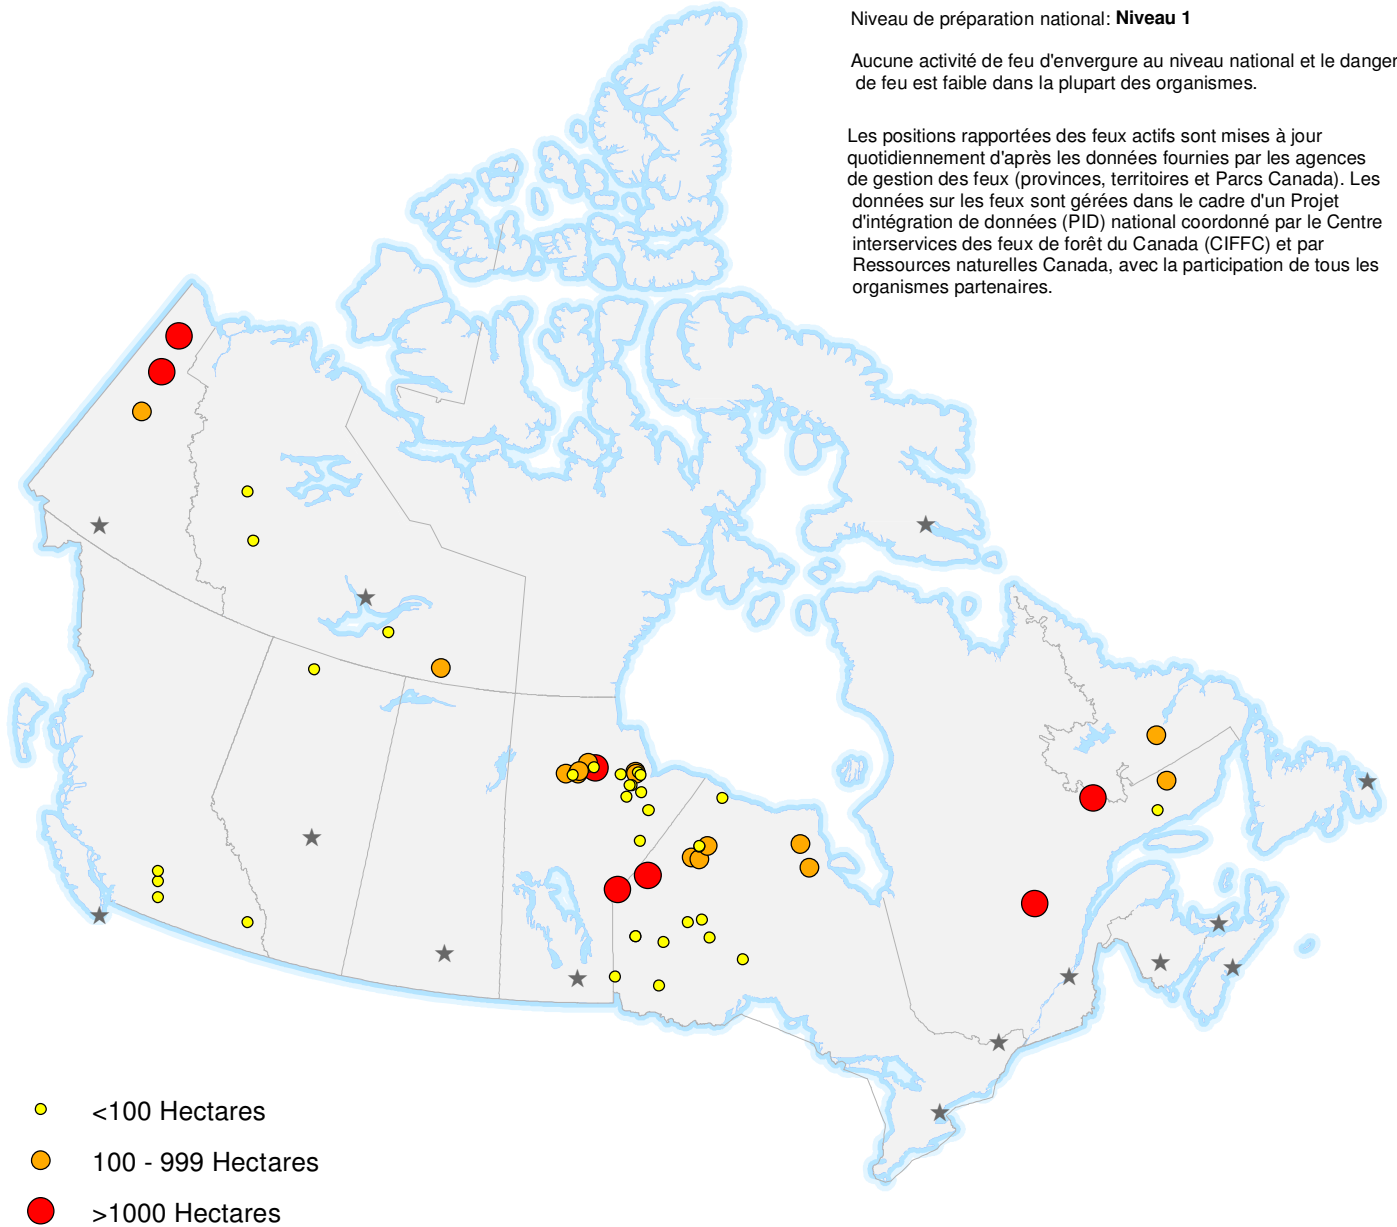 Niveau de préparation national: Niveau 1
Aucune activité de feu d'envergure au niveau national et le danger
de feu est faible dans la plupart des organismes.
Les positions rapportées des feux actifs sont mises à jour
quotidiennement d'après les données fournies par les agences
de gestion des feux (provinces, territoires et Parcs Canada). Les
données sur les feux sont gérées dans le cadre d'un Projet
d'intégration de données (PID) national coordonné par le Centre
interservices des feux de forêt du Canada (CIFFC) et par
Ressources naturelles Canada, avec la participation de tous les
organismes partenaires.
<100 Hectares
100 - 999 Hectares
>1000 Hectares